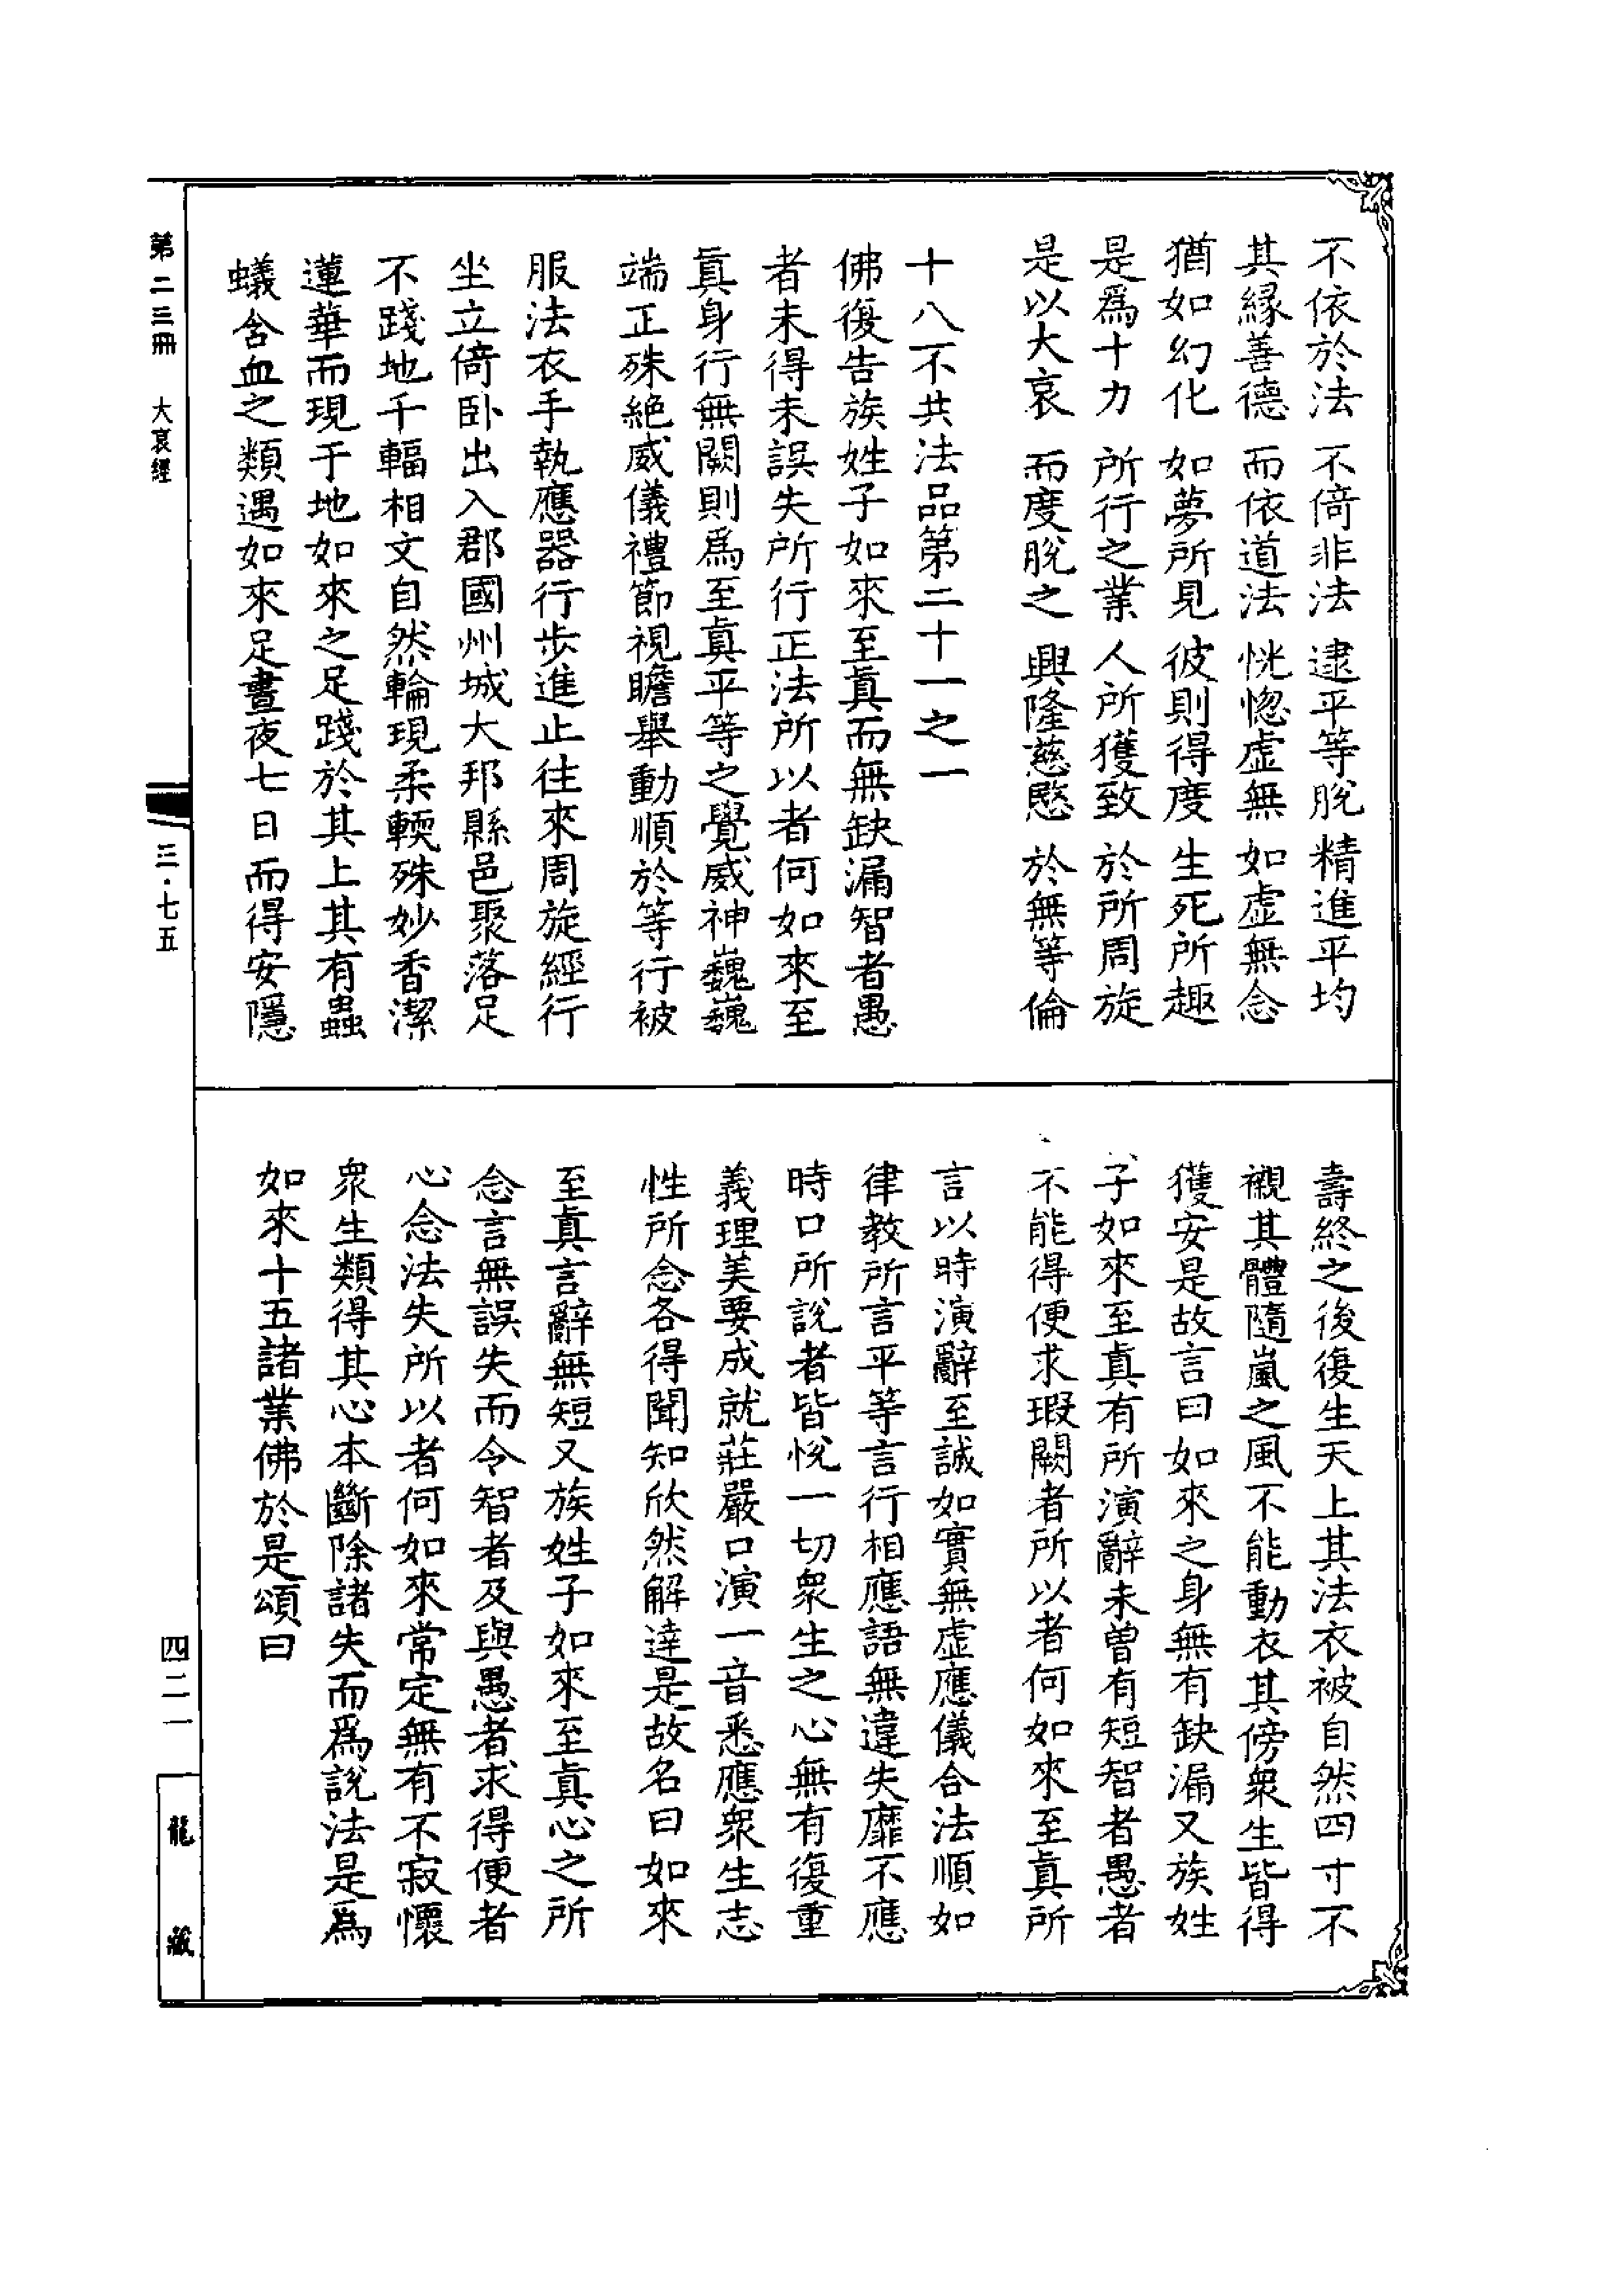 不依於法　不倚非法　逮平等脫　精進平均
其緣善德　而依道法　恍惚虛無　如虛無念
猶如幻化　如夢所見　彼則得度　生死所趣
是爲十力　所行之業　人所獲致　於所周旋
是以大哀　而度脫之　興隆慈愍　於無等倫
十八不共法品第二十一之一
佛復告族姓子如來至眞而無缺漏智者愚
者未得未誤失所行正法所以者何如來至
眞身行無闕則爲至眞平等之覺威神巍巍
端正殊絕威儀禮節視瞻舉動順於等行被
服法衣手執應器行步進止往來周旋經行
坐立倚卧出入郡國州城大邦縣邑聚落足
不踐地千輻相文自然輪現柔輭殊妙香潔
蓮華而現于地如來之足踐於其上其有蟲
蟻含血之類遇如來足晝夜七日而得安隱
壽終之後復生天上其法衣被自然四寸不
襯其體隨嵐之風不能動衣其傍衆生皆得
獲安是故言曰如來之身無有缺漏又族姓
子如來至眞有所演辭未曾有短智者愚者
不能得便求瑕闕者所以者何如來至眞所
言以時演辭至誠如實無虛應儀合法順如
律教所言平等言行相應語無違失靡不應
時口所說者皆悅一切衆生之心無有復重
義理美要成就莊嚴口演一音悉應衆生志
性所念各得聞知欣然解達是故名曰如來
至眞言辭無短又族姓子如來至眞心之所
念言無誤失而令智者及與愚者求得便者
心念法失所以者何如來常定無有不寂懷
衆生類得其心本斷除諸失而爲說法是爲
如來十五諸業佛於是頌曰
第二三冊　大哀經
三·七五
四二一
龍藏